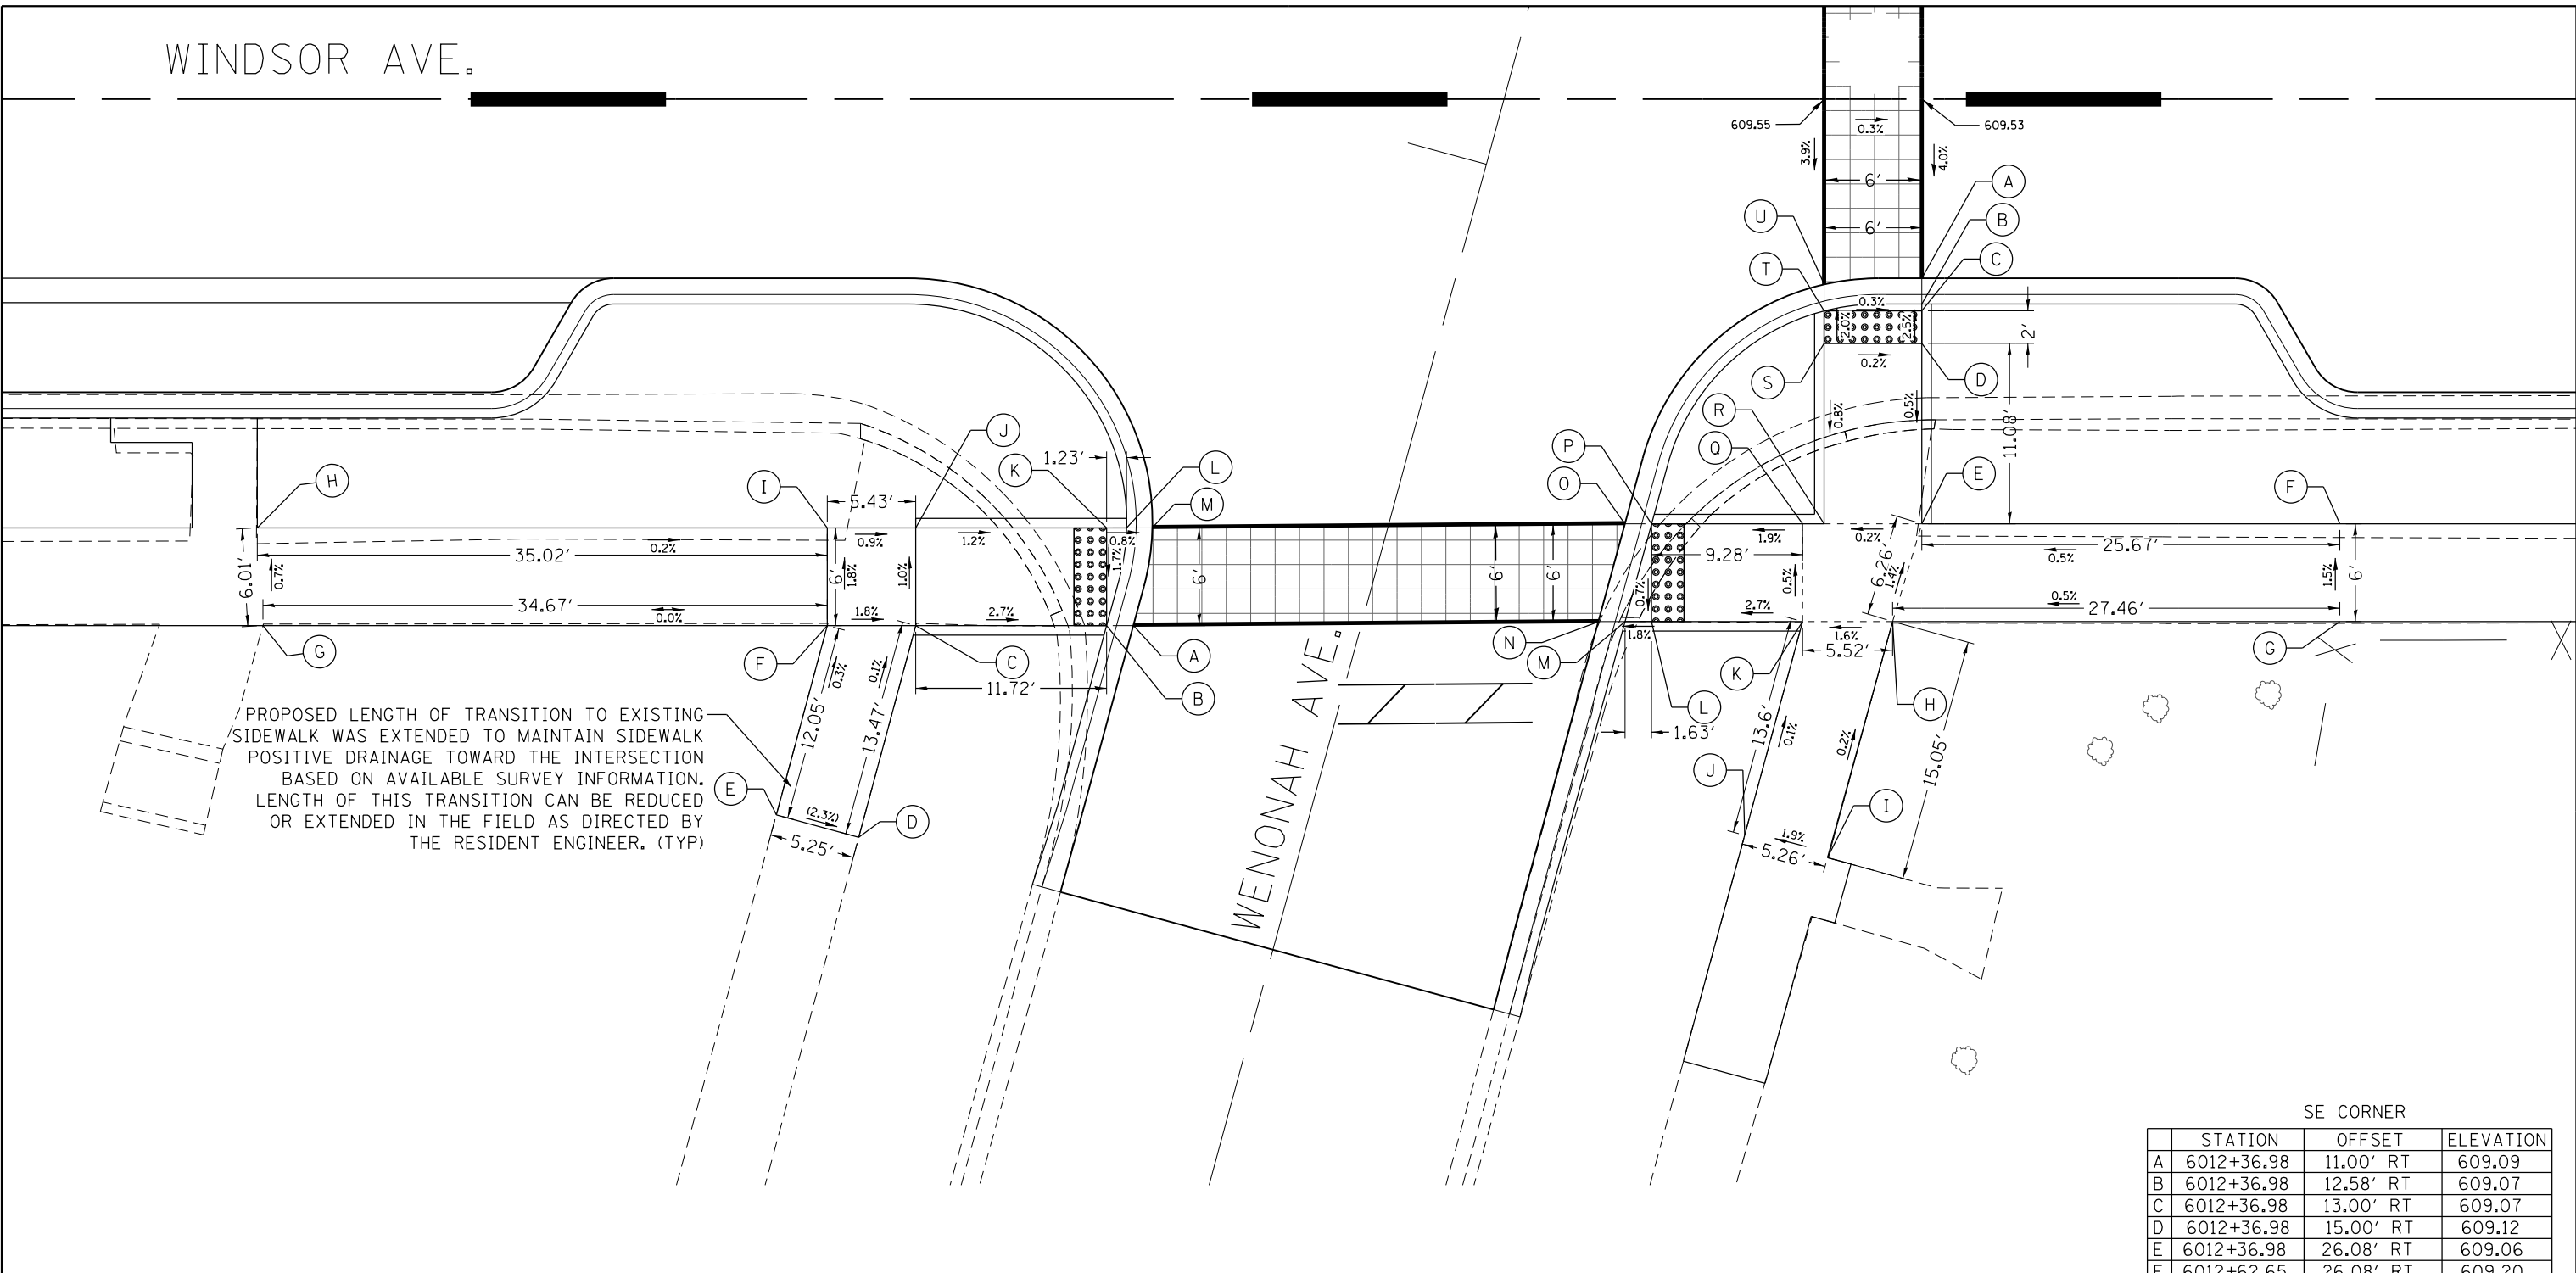 WINDSOR AVE.
609.55
0.3%
609.53
3.9%
4.0%
6'
A
U
B
6'
C
T
0.3%
2.0%
2.5%
2'
0.2%
S
D
0.8%
0.5%
11.08'
R
J
1.23'
K
L
P
Q
H
I
5.43'
M
O
E
F
0.9%
1.2%
0.8%
1.9%
0.2%
35.02'
0.2%
1.7%
9.28'
6.26'
25.67'
0.5%
6.01'
0.7%
6'
1.8%
1.0%
6'
6'
6'
0.7%
0.5%
1.4%
1.5%
6'
34.67'
0.0%
1.8%
2.7%
2.7%
0.5%
27.46'
1.8%
1.6%
5.52'
G
F
C
A
N
M
G
11.72'
B
K
L
H
1.63'
0.3%
0.1%
12.05'
13.47'
13.6'
0.1%
0.2%
15.05'
PROPOSED LENGTH OF TRANSITION TO EXISTING
SIDEWALK WAS EXTENDED TO MAINTAIN SIDEWALK
POSITIVE DRAINAGE TOWARD THE INTERSECTION
BASED ON AVAILABLE SURVEY INFORMATION.
LENGTH OF THIS TRANSITION CAN BE REDUCED
OR EXTENDED IN THE FIELD AS DIRECTED BY
THE RESIDENT ENGINEER. (TYP)
E
(2.3%)
D
5.25'
J
I
1.9%
5.26'
WENONAH AVE.
SE CORNER
STATION OFFSET ELEVATION
A 6012+36.98 11.00' RT 609.09
B 6012+36.98 12.58' RT 609.07
C 6012+36.98 13.00' RT 609.07
D 6012+36.98 15.00' RT 609.12
E 6012+36.98 26.08' RT 609.06
F 6012+62.65 26.08' RT 609.20